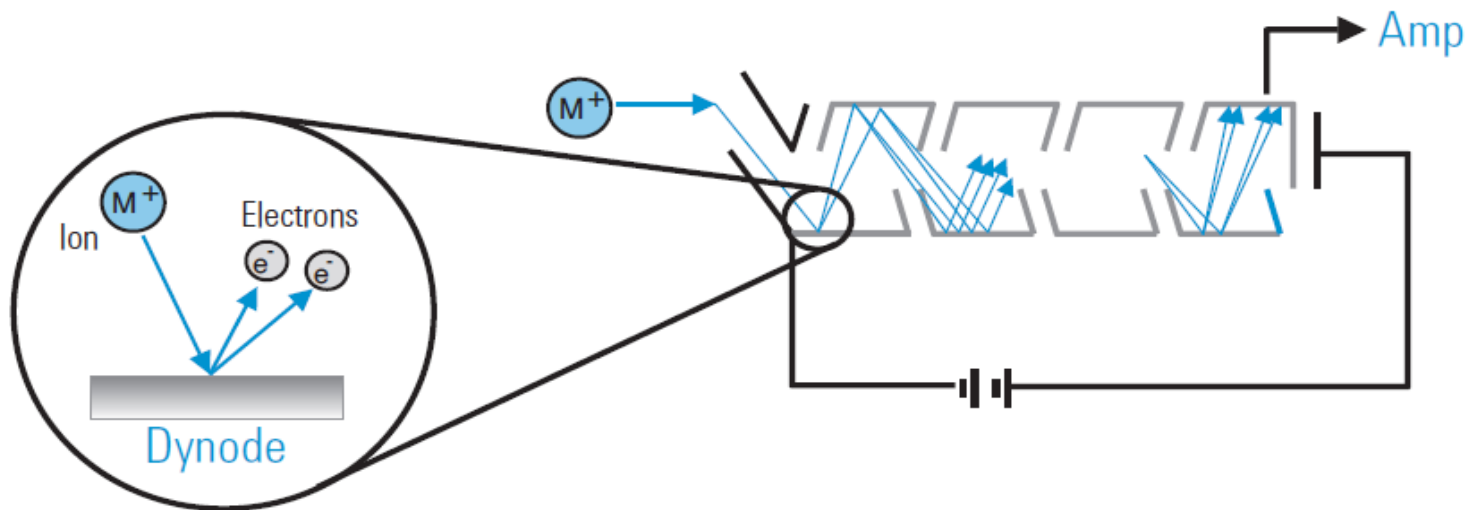 Amp
M+
M+
Ion
Electrons
e-
e-
Dynode